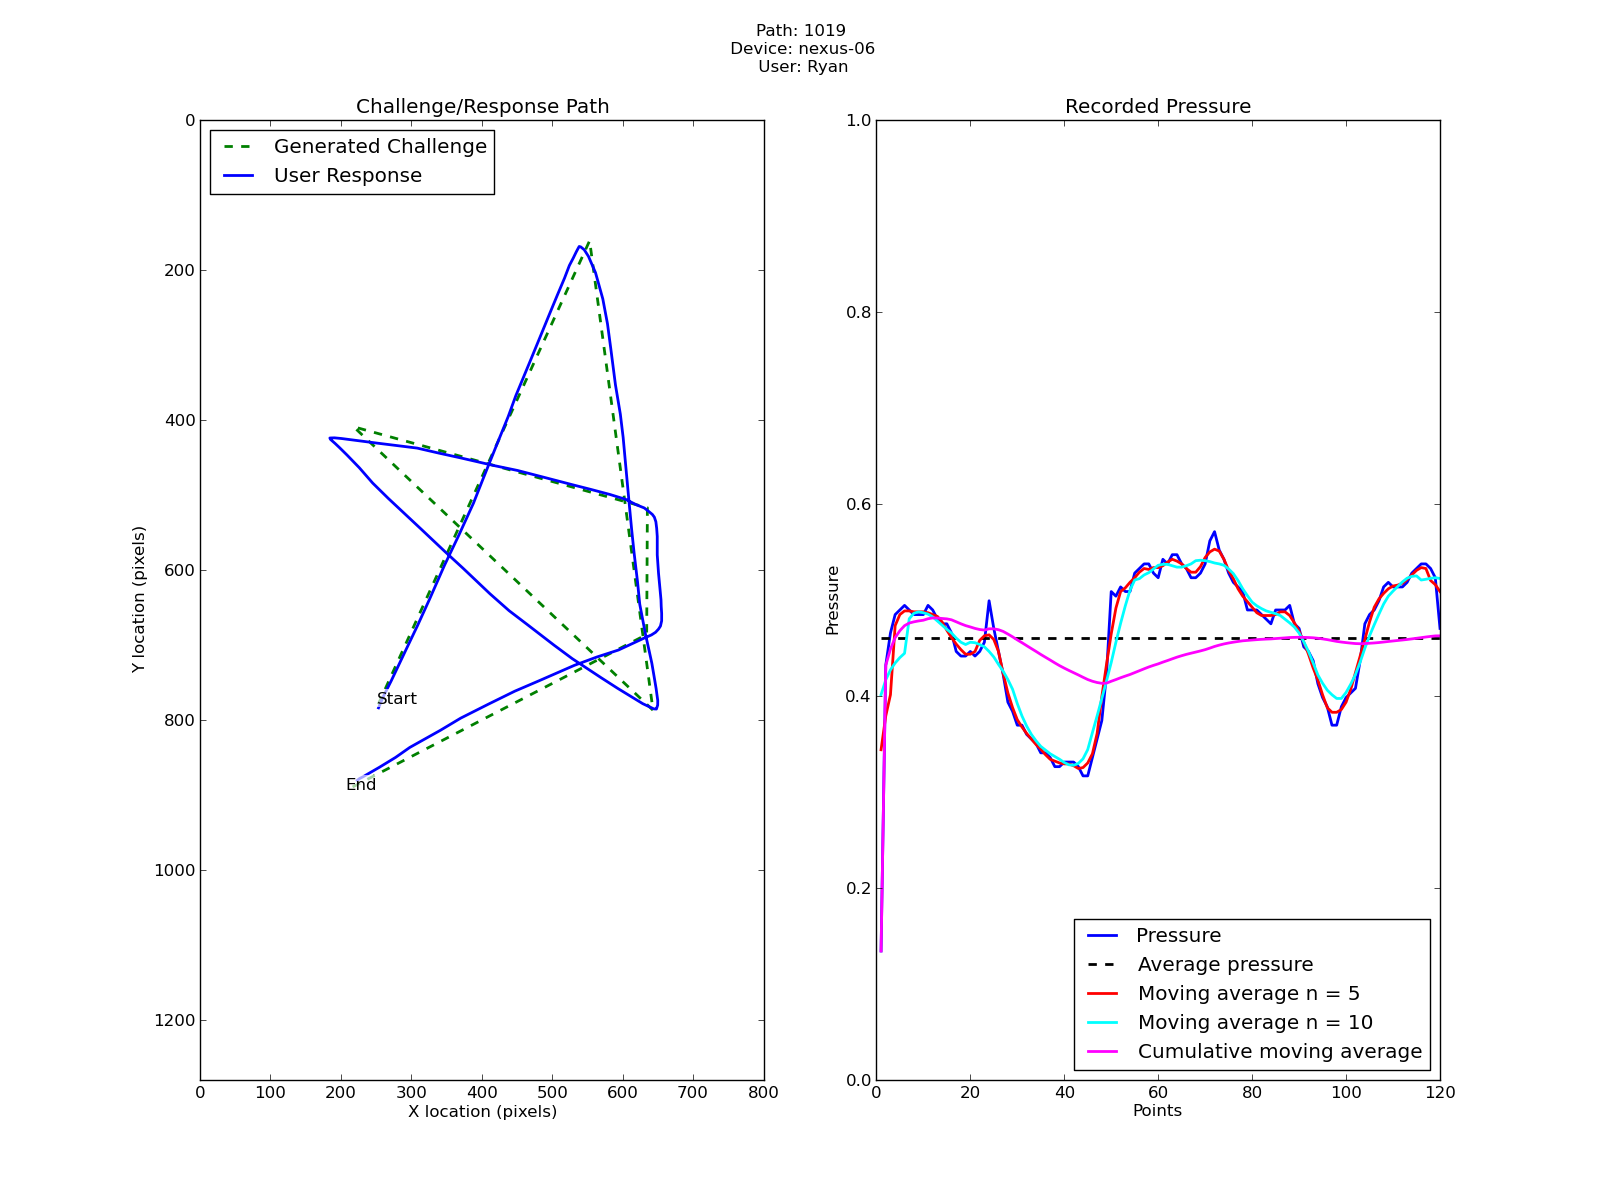 Path: 1019
Device: nexus-06
User: Ryan
Challenge/Response Path
Generated Challenge
User Response
0
200
400
600
800
1000
1200
Y location (pixels)
Start
End
0 100 200 300 400 500 600 700 800
X location (pixels)
Recorded Pressure
1.0
0.8
0.6
0.4
0.2
0.0
Pressure
Pressure
Average pressure
Moving average n = 5
Moving average n = 10
Cumulative moving average
0 20 40 60 80 100 120
Points